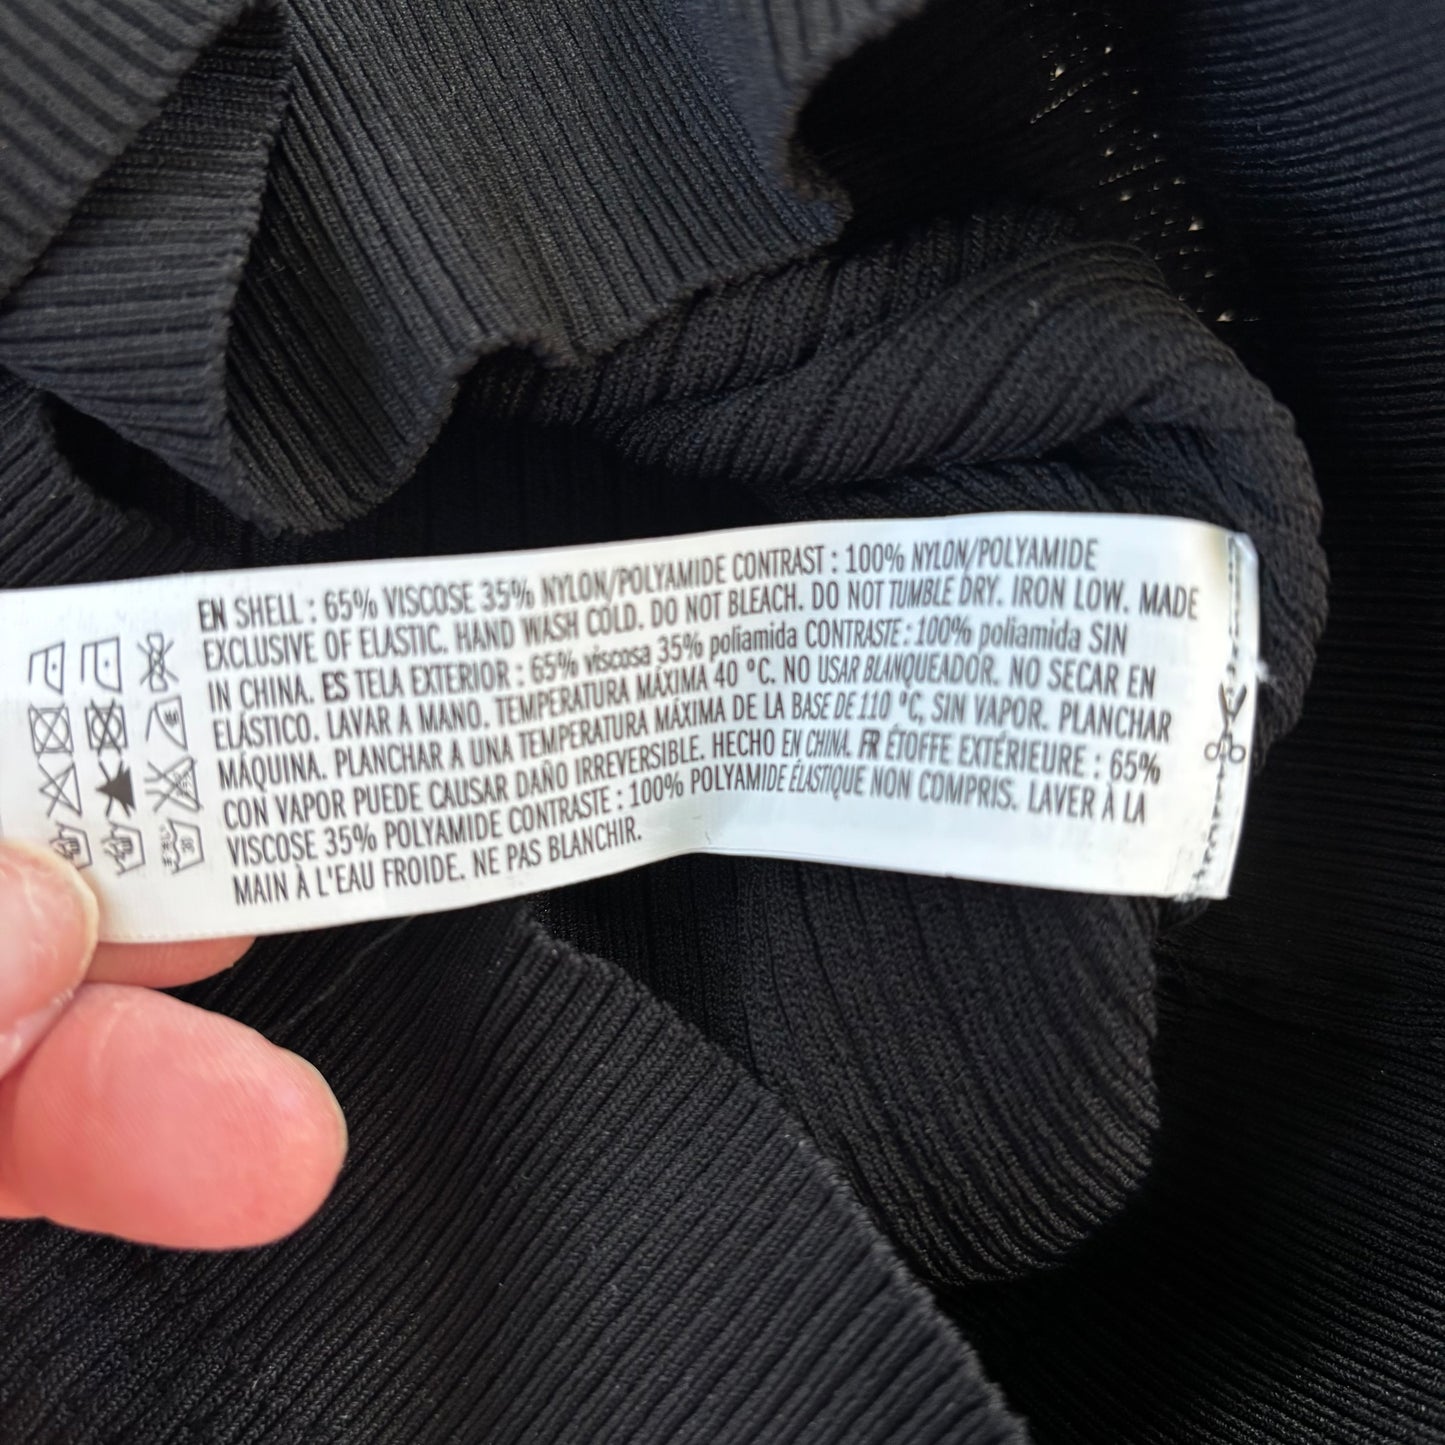 EN SHELL : 65% VISCOSE 35% NYLON/POLYAMIDE CONTRAST : 100% NYLON/POLYAMIDE
EXCLUSIVE OF ELASTIC. HAND WASH COLD. DO NOT BLEACH. DO NOT TUMBLE DRY. IRON LOW. MADE
IN CHINA. ES TELA EXTERIOR : 65% viscosa 35% poliamida CONTRASTE : 100% poliamida SIN
ELÁSTICO. LAVAR A MANO. TEMPERATURA MÁXIMA 40 °C. NO USAR BLANQUEADOR. NO SECAR EN
MÁQUINA. PLANCHAR A UNA TEMPERATURA MÁXIMA DE LA BASE DE 110 °C, SIN VAPOR. PLANCHAR
CON VAPOR PUEDE CAUSAR DAÑO IRREVERSIBLE. HECHO EN CHINA. FR ÉTOFFE EXTÉRIEURE : 65%
VISCOSE 35% POLYAMIDE CONTRASTE : 100% POLYAMIDE ÉLASTIQUE NON COMPRIS. LAVER À LA
MAIN À L'EAU FROIDE. NE PAS BLANCHIR.